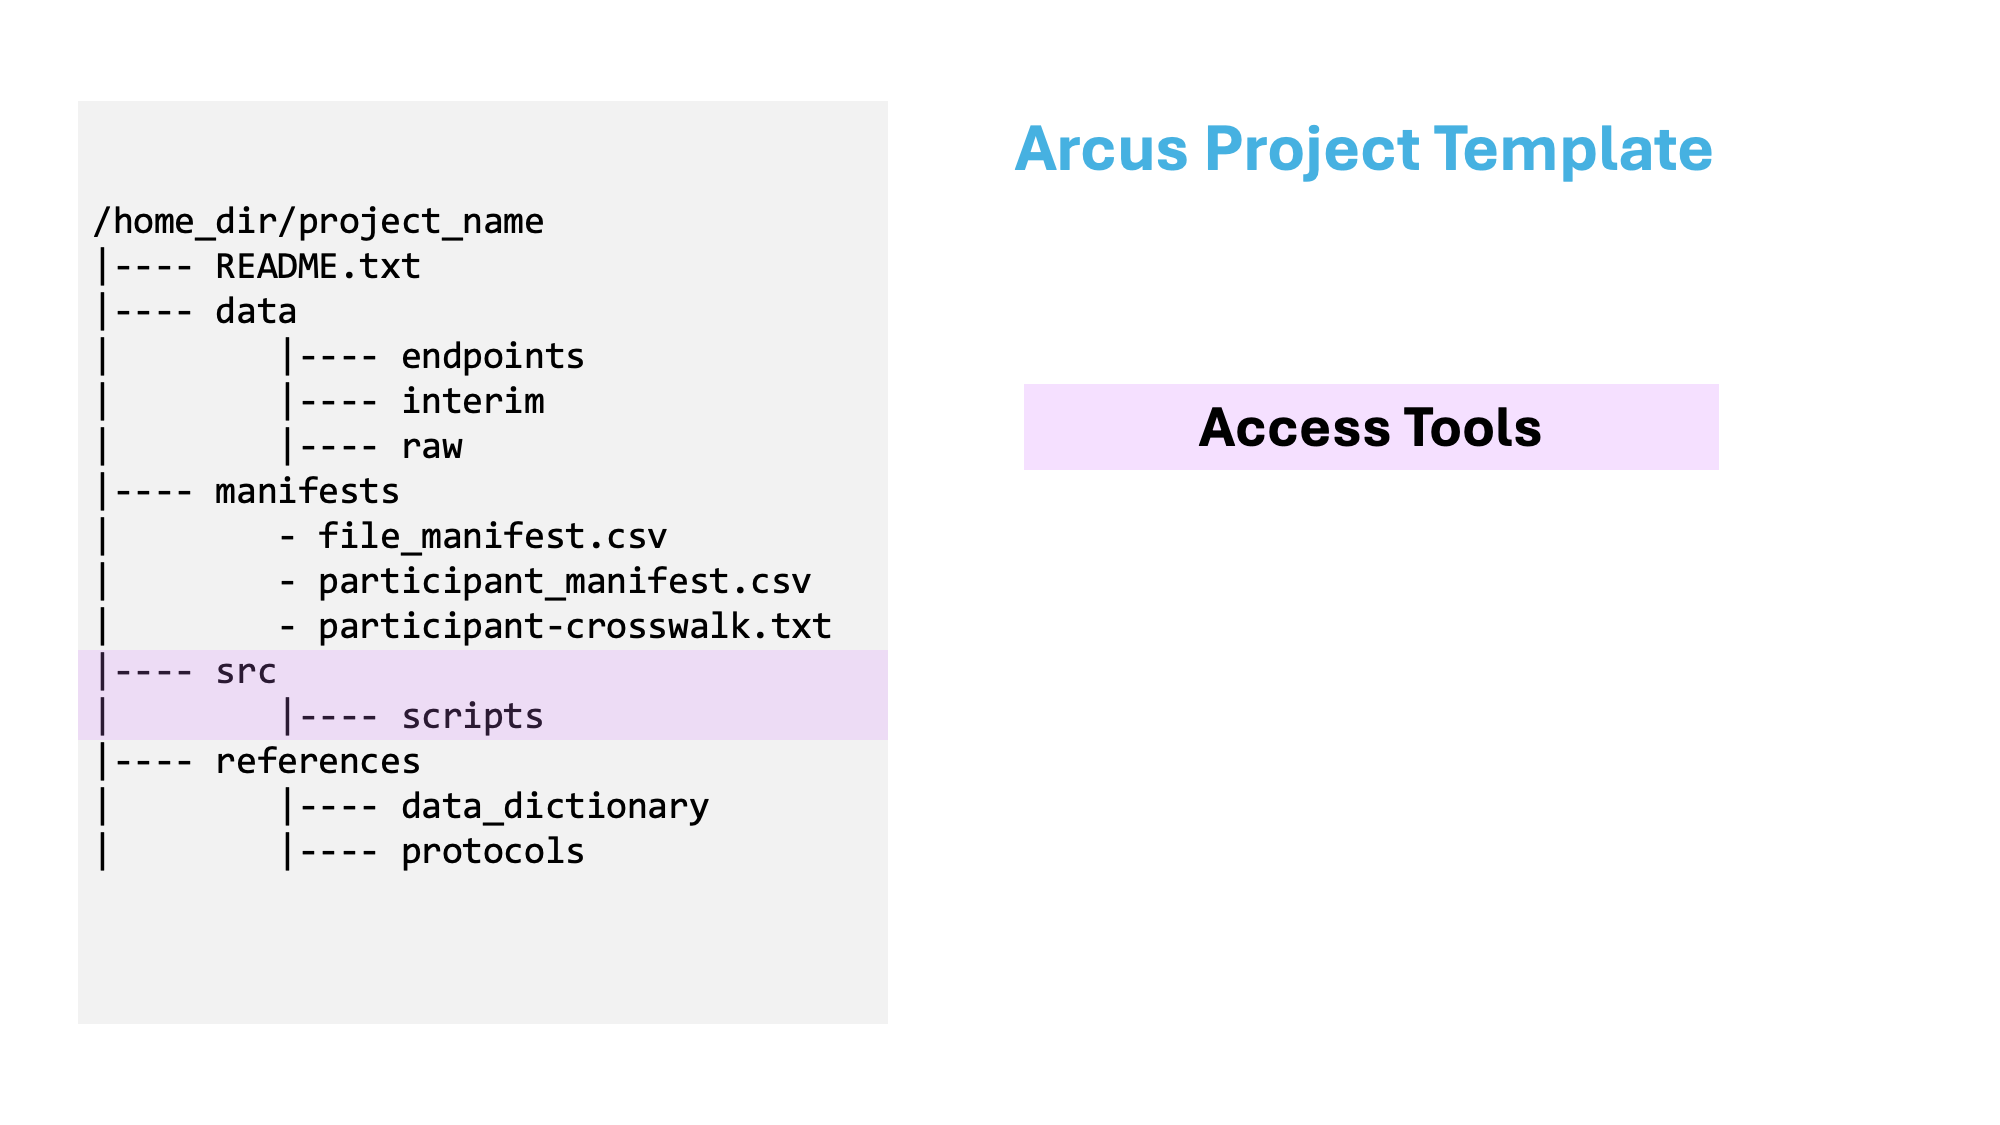 /home_dir/project_name
|---- README.txt
|---- data
|        |---- endpoints
|        |---- interim
|        |---- raw
|---- manifests
|        - file_manifest.csv
|        - participant_manifest.csv
|        - participant-crosswalk.txt
|---- src
|        |---- scripts
|---- references
|        |---- data_dictionary
|        |---- protocols
Arcus Project Template
Access Tools